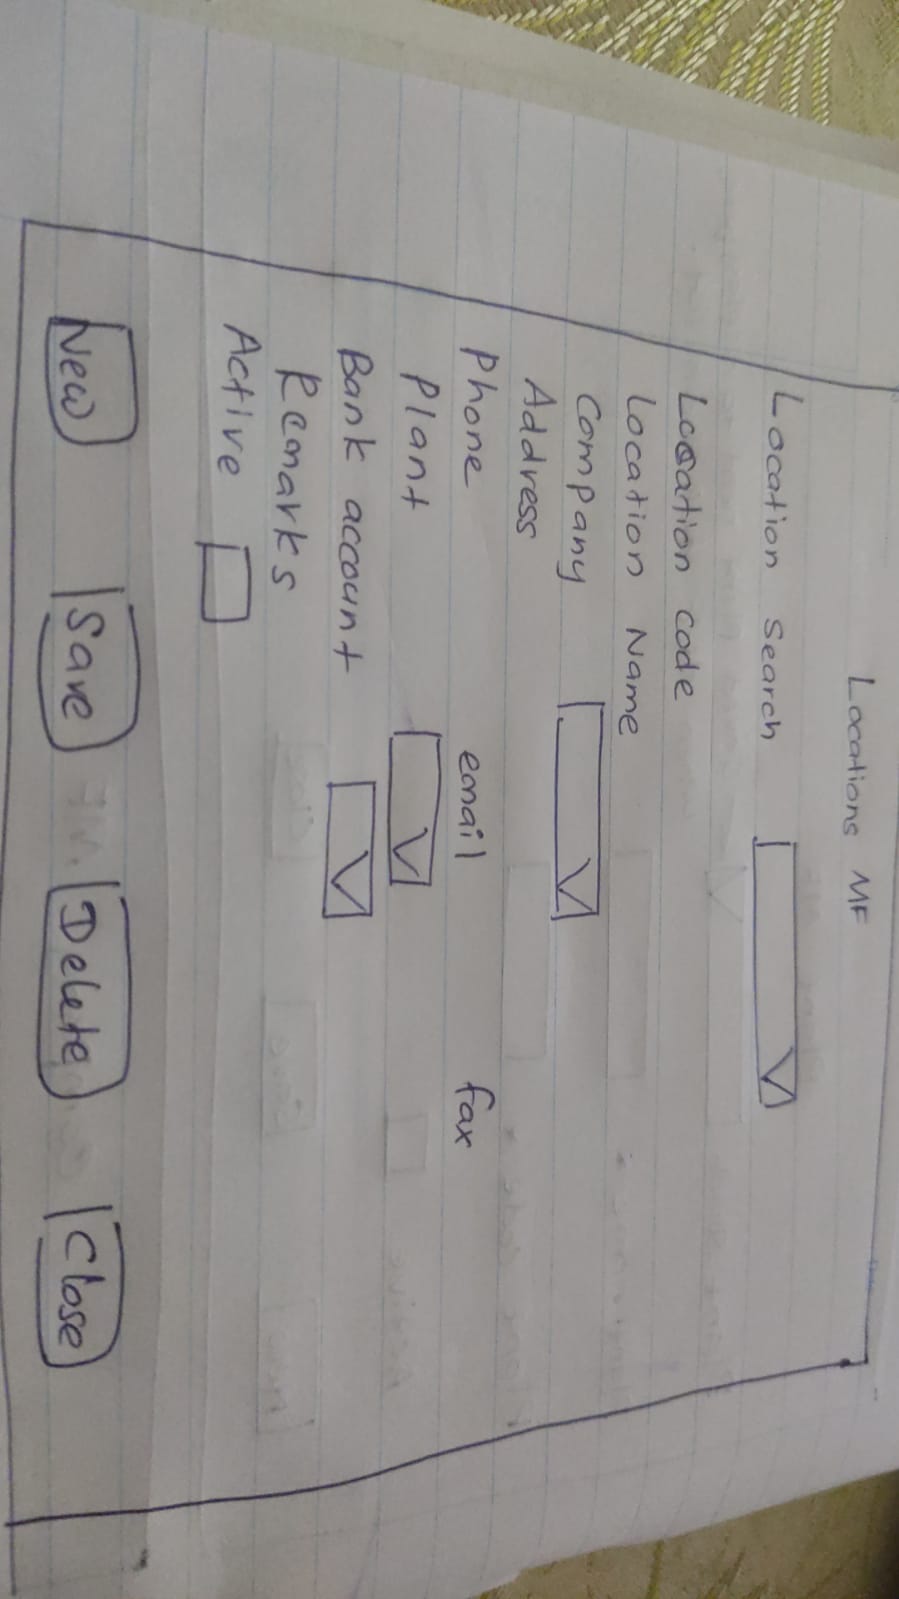 Locations MF
Location Search
Location code
Location Name
Company
Address
Phone email fax
Plant
Bank account
Remarks
Active
New Save Delete Close